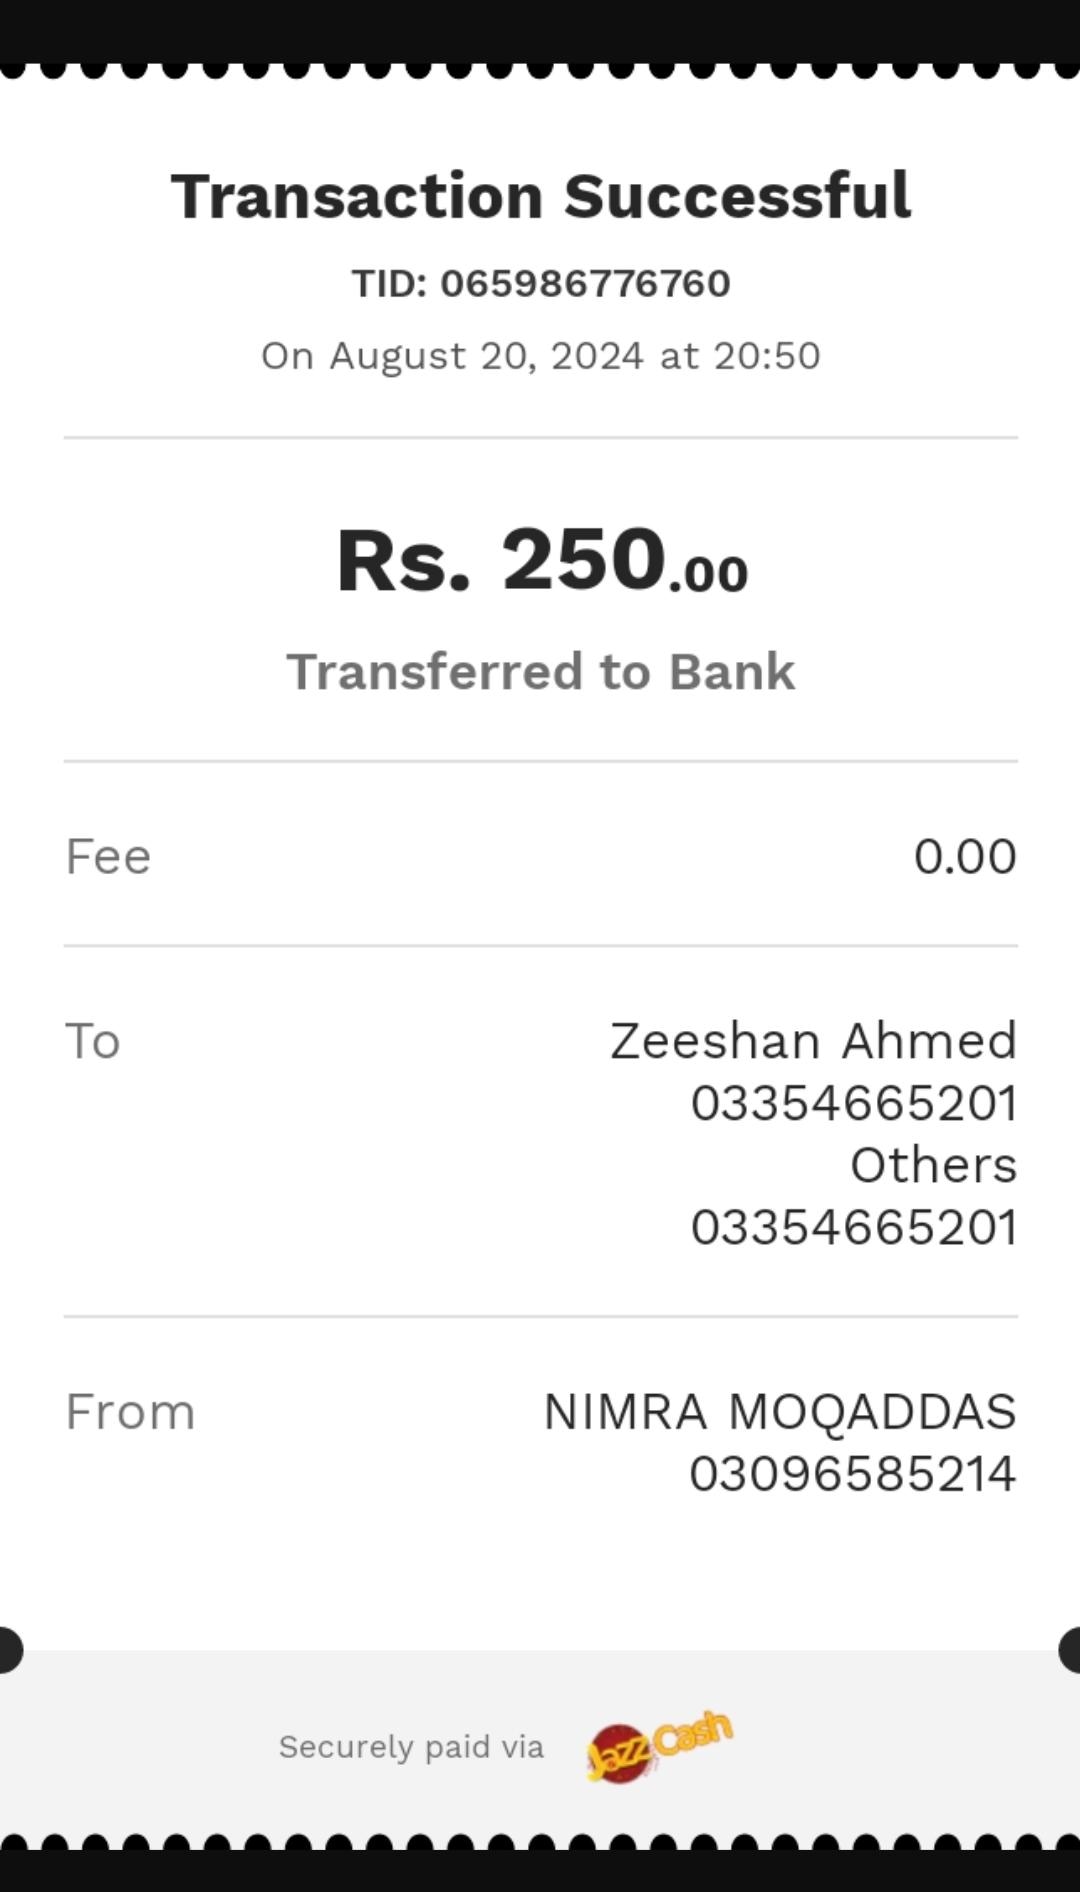 Transaction Successful
TID: 065986776760
On August 20, 2024 at 20:50
Rs. 250.00
Transferred to Bank
Fee 0.00
To Zeeshan Ahmed
03354665201
Others
03354665201
From NIMRA MOQADDAS
03096585214
Securely paid via JazzCash